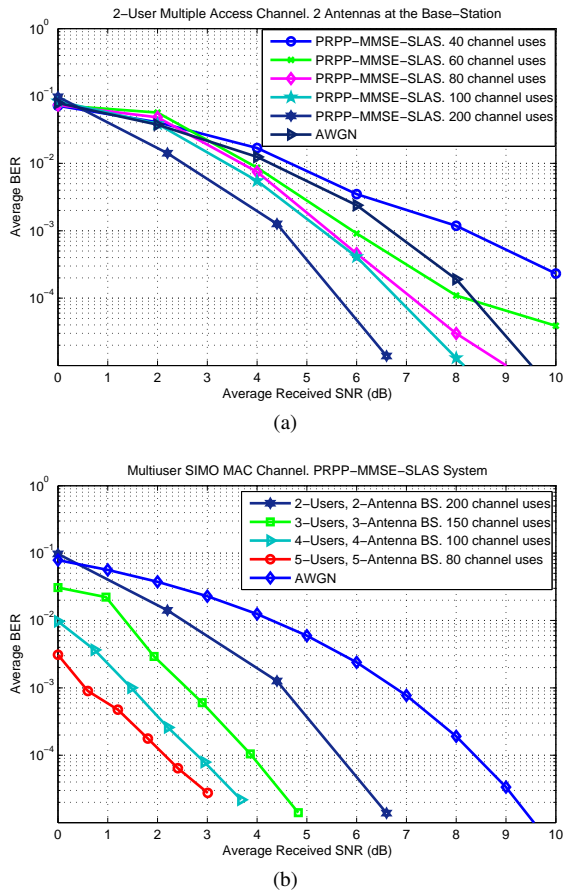 2−User Multiple Access Channel. 2 Antennas at the Base−Station
PRPP−MMSE−SLAS. 40 channel uses
PRPP−MMSE−SLAS. 60 channel uses
PRPP−MMSE−SLAS. 80 channel uses
PRPP−MMSE−SLAS. 100 channel uses
PRPP−MMSE−SLAS. 200 channel uses
AWGN
10^0
10^−1
10^−2
10^−3
10^−4
Average BER
0 1 2 3 4 5 6 7 8 9 10
Average Received SNR (dB)
(a)
Multiuser SIMO MAC Channel. PRPP−MMSE−SLAS System
2−Users, 2−Antenna BS. 200 channel uses
3−Users, 3−Antenna BS. 150 channel uses
4−Users, 4−Antenna BS. 100 channel uses
5−Users, 5−Antenna BS. 80 channel uses
AWGN
10^0
10^−1
10^−2
10^−3
10^−4
Average BER
0 1 2 3 4 5 6 7 8 9 10
Average Received SNR (dB)
(b)